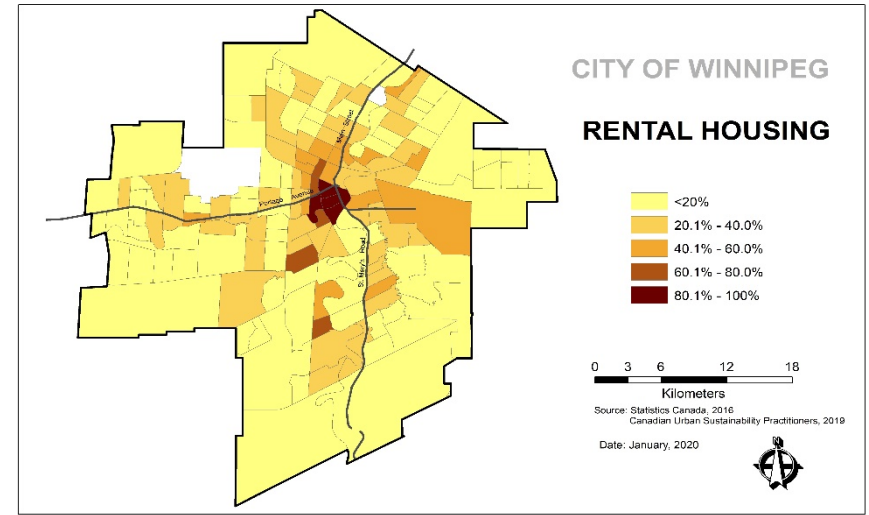 CITY OF WINNIPEG
RENTAL HOUSING
Main Street
Portage Avenue
St. Mary's Road
<20%
20.1% - 40.0%
40.1% - 60.0%
60.1% - 80.0%
80.1% - 100%
0 3 6 12 18
Kilometers
Source: Statistics Canada, 2016
Canadian Urban Sustainability Practitioners, 2019
Date: January, 2020
N